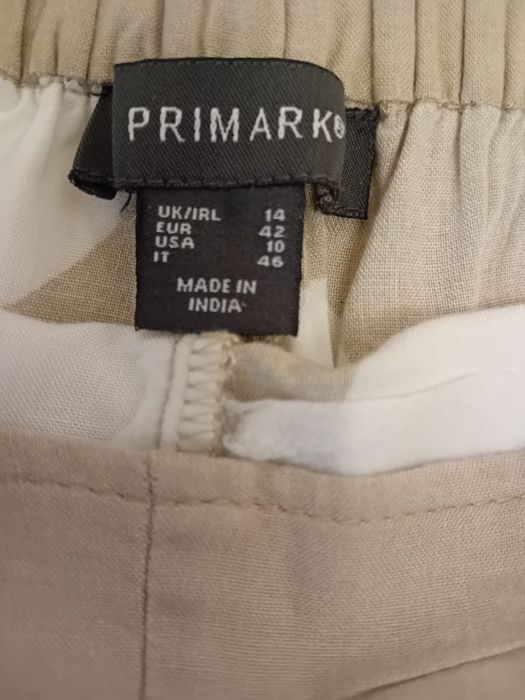 PRIMARK®
UK/IRL 14
EUR 42
USA 10
IT 46
MADE IN
INDIA